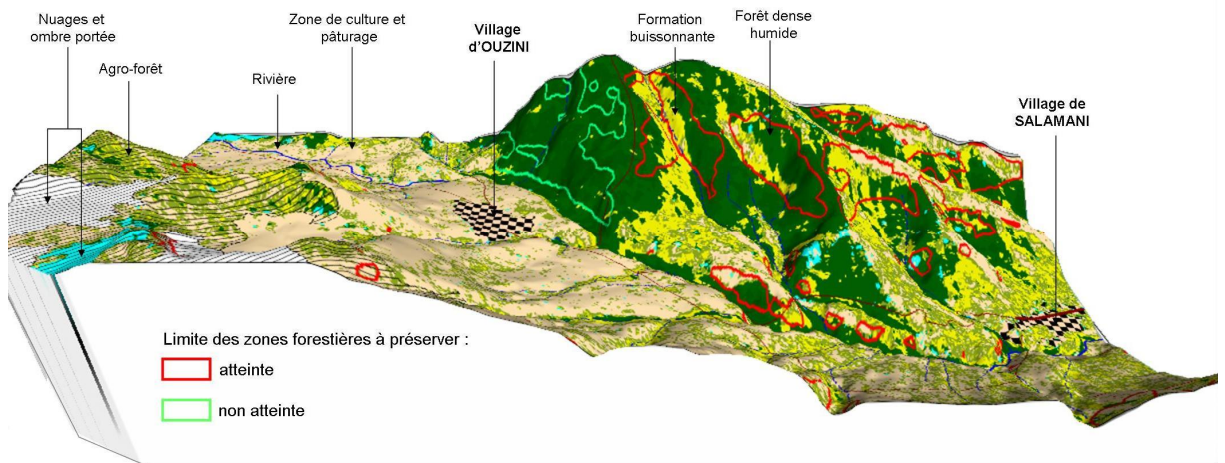 Nuages et
ombre portée
Agro-forêt
Rivière
Zone de culture et
pâturage
Village
d'OUZINI
Formation
buissonnante
Forêt dense
humide
Village de
SALAMANI
Limite des zones forestières à préserver :
atteinte
non atteinte